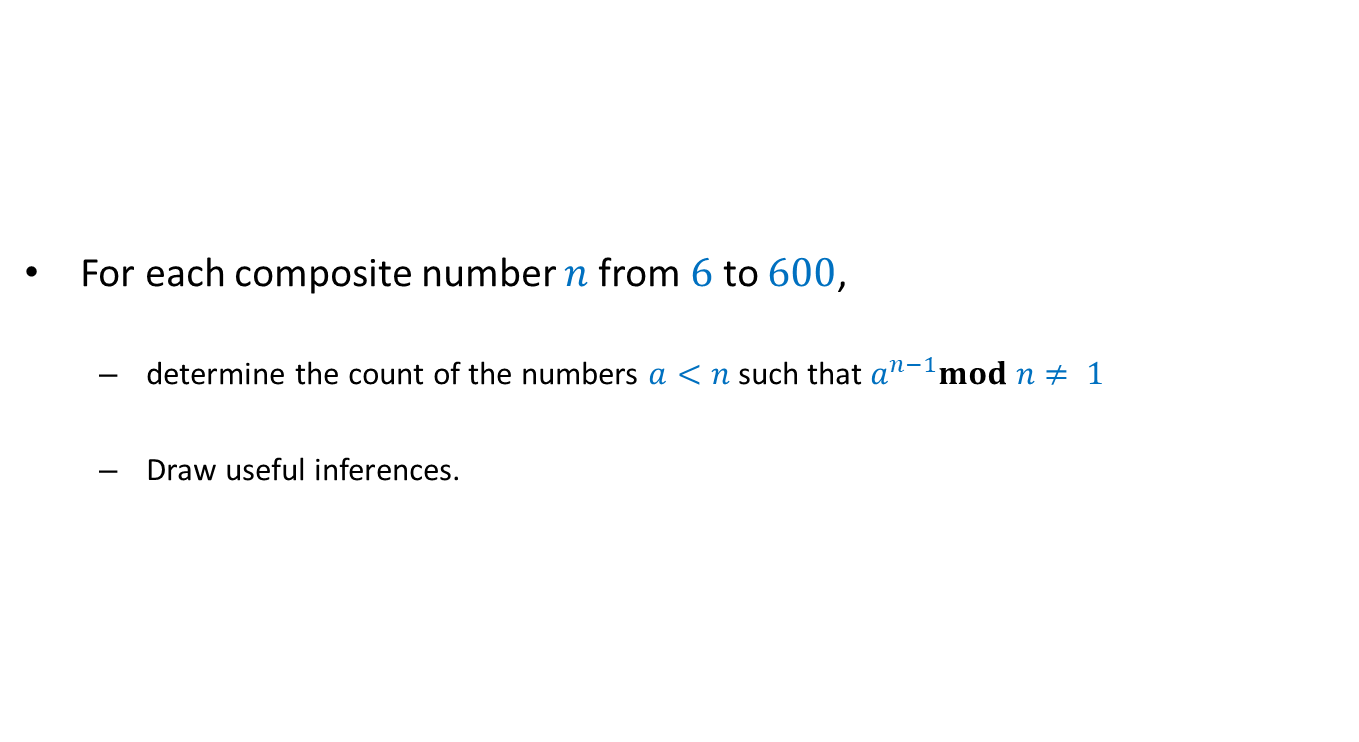 • For each composite number n from 6 to 600,
– determine the count of the numbers a < n such that aⁿ⁻¹ mod n ≠ 1
– Draw useful inferences.